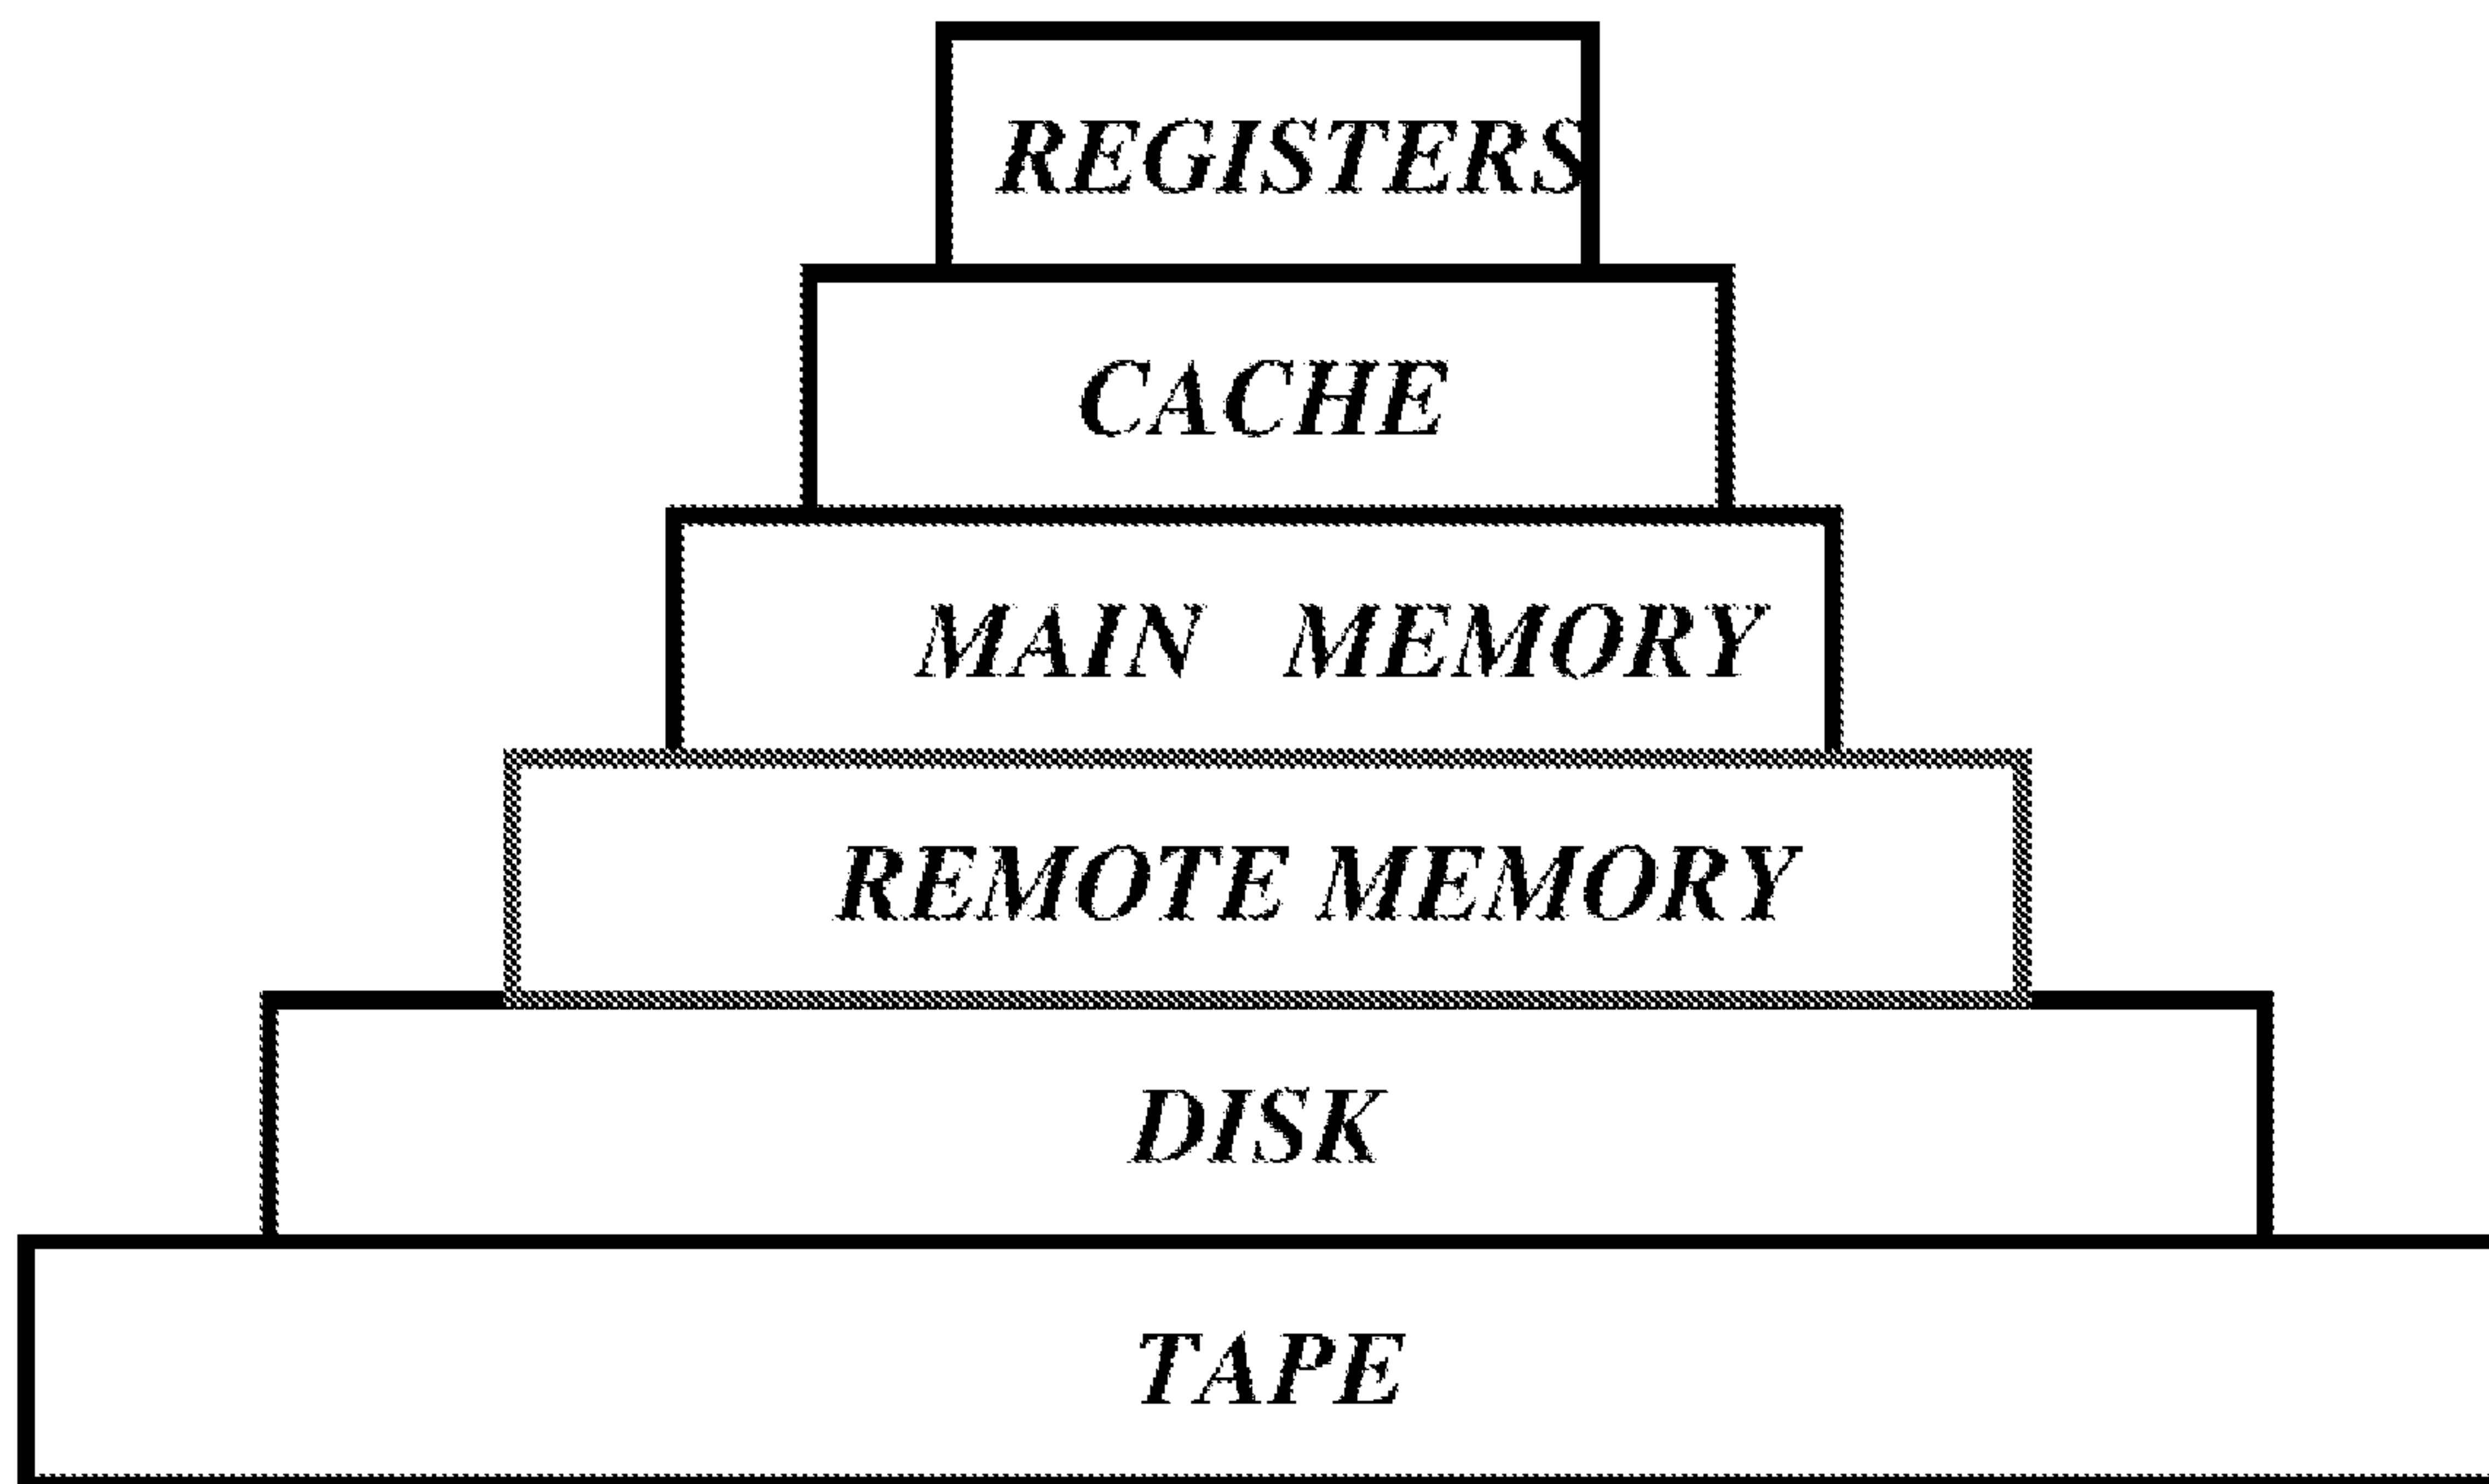 REGISTERS
CACHE
MAIN MEMORY
REMOTE MEMORY
DISK
TAPE